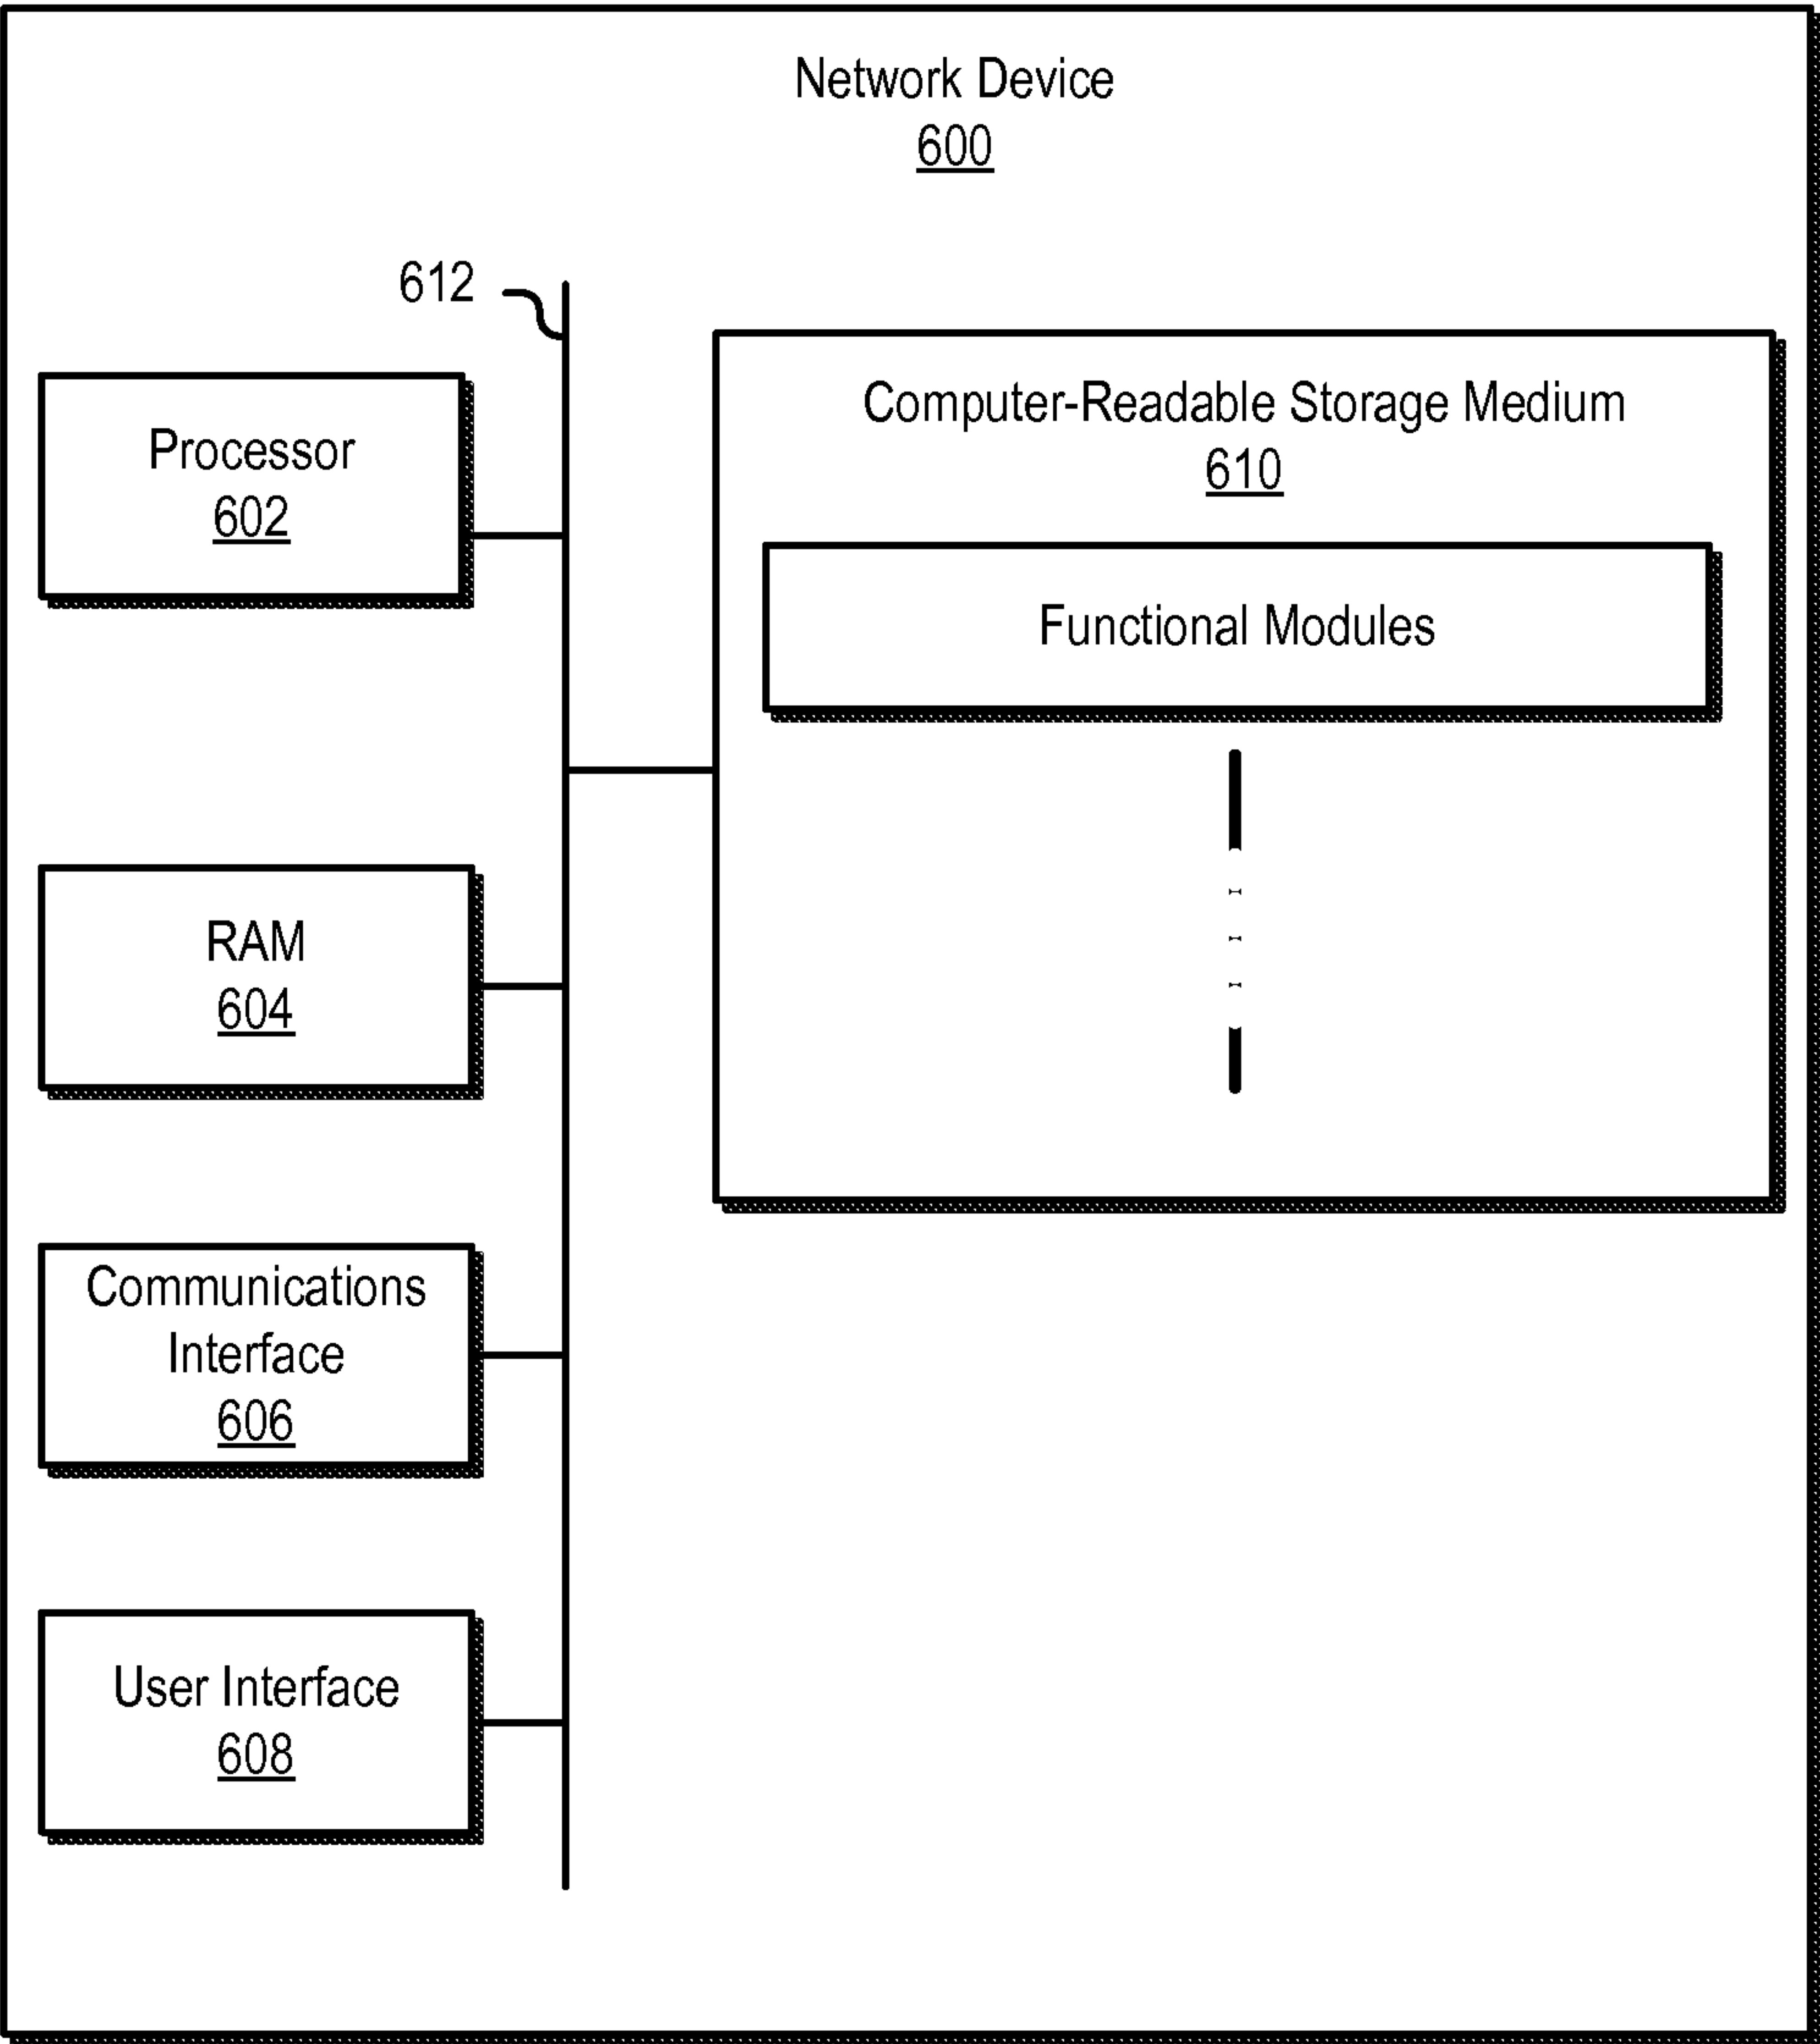 Network Device
600
612
Processor
602
Computer-Readable Storage Medium
610
Functional Modules
RAM
604
Communications
Interface
606
User Interface
608